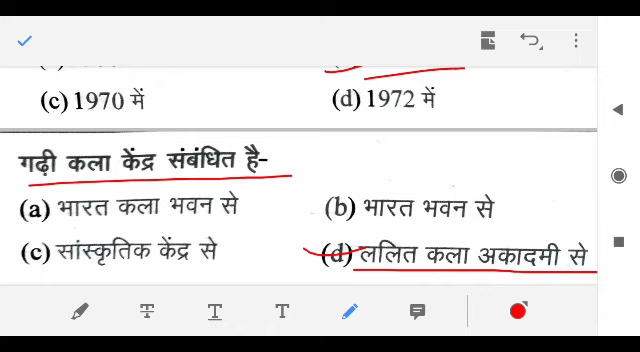 (c) 1970 में (d) 1972 में
गढ़ी कला केंद्र संबंधित है-
(a) भारत कला भवन से (b) भारत भवन से
(c) सांस्कृतिक केंद्र से (d) ललित कला अकादमी से